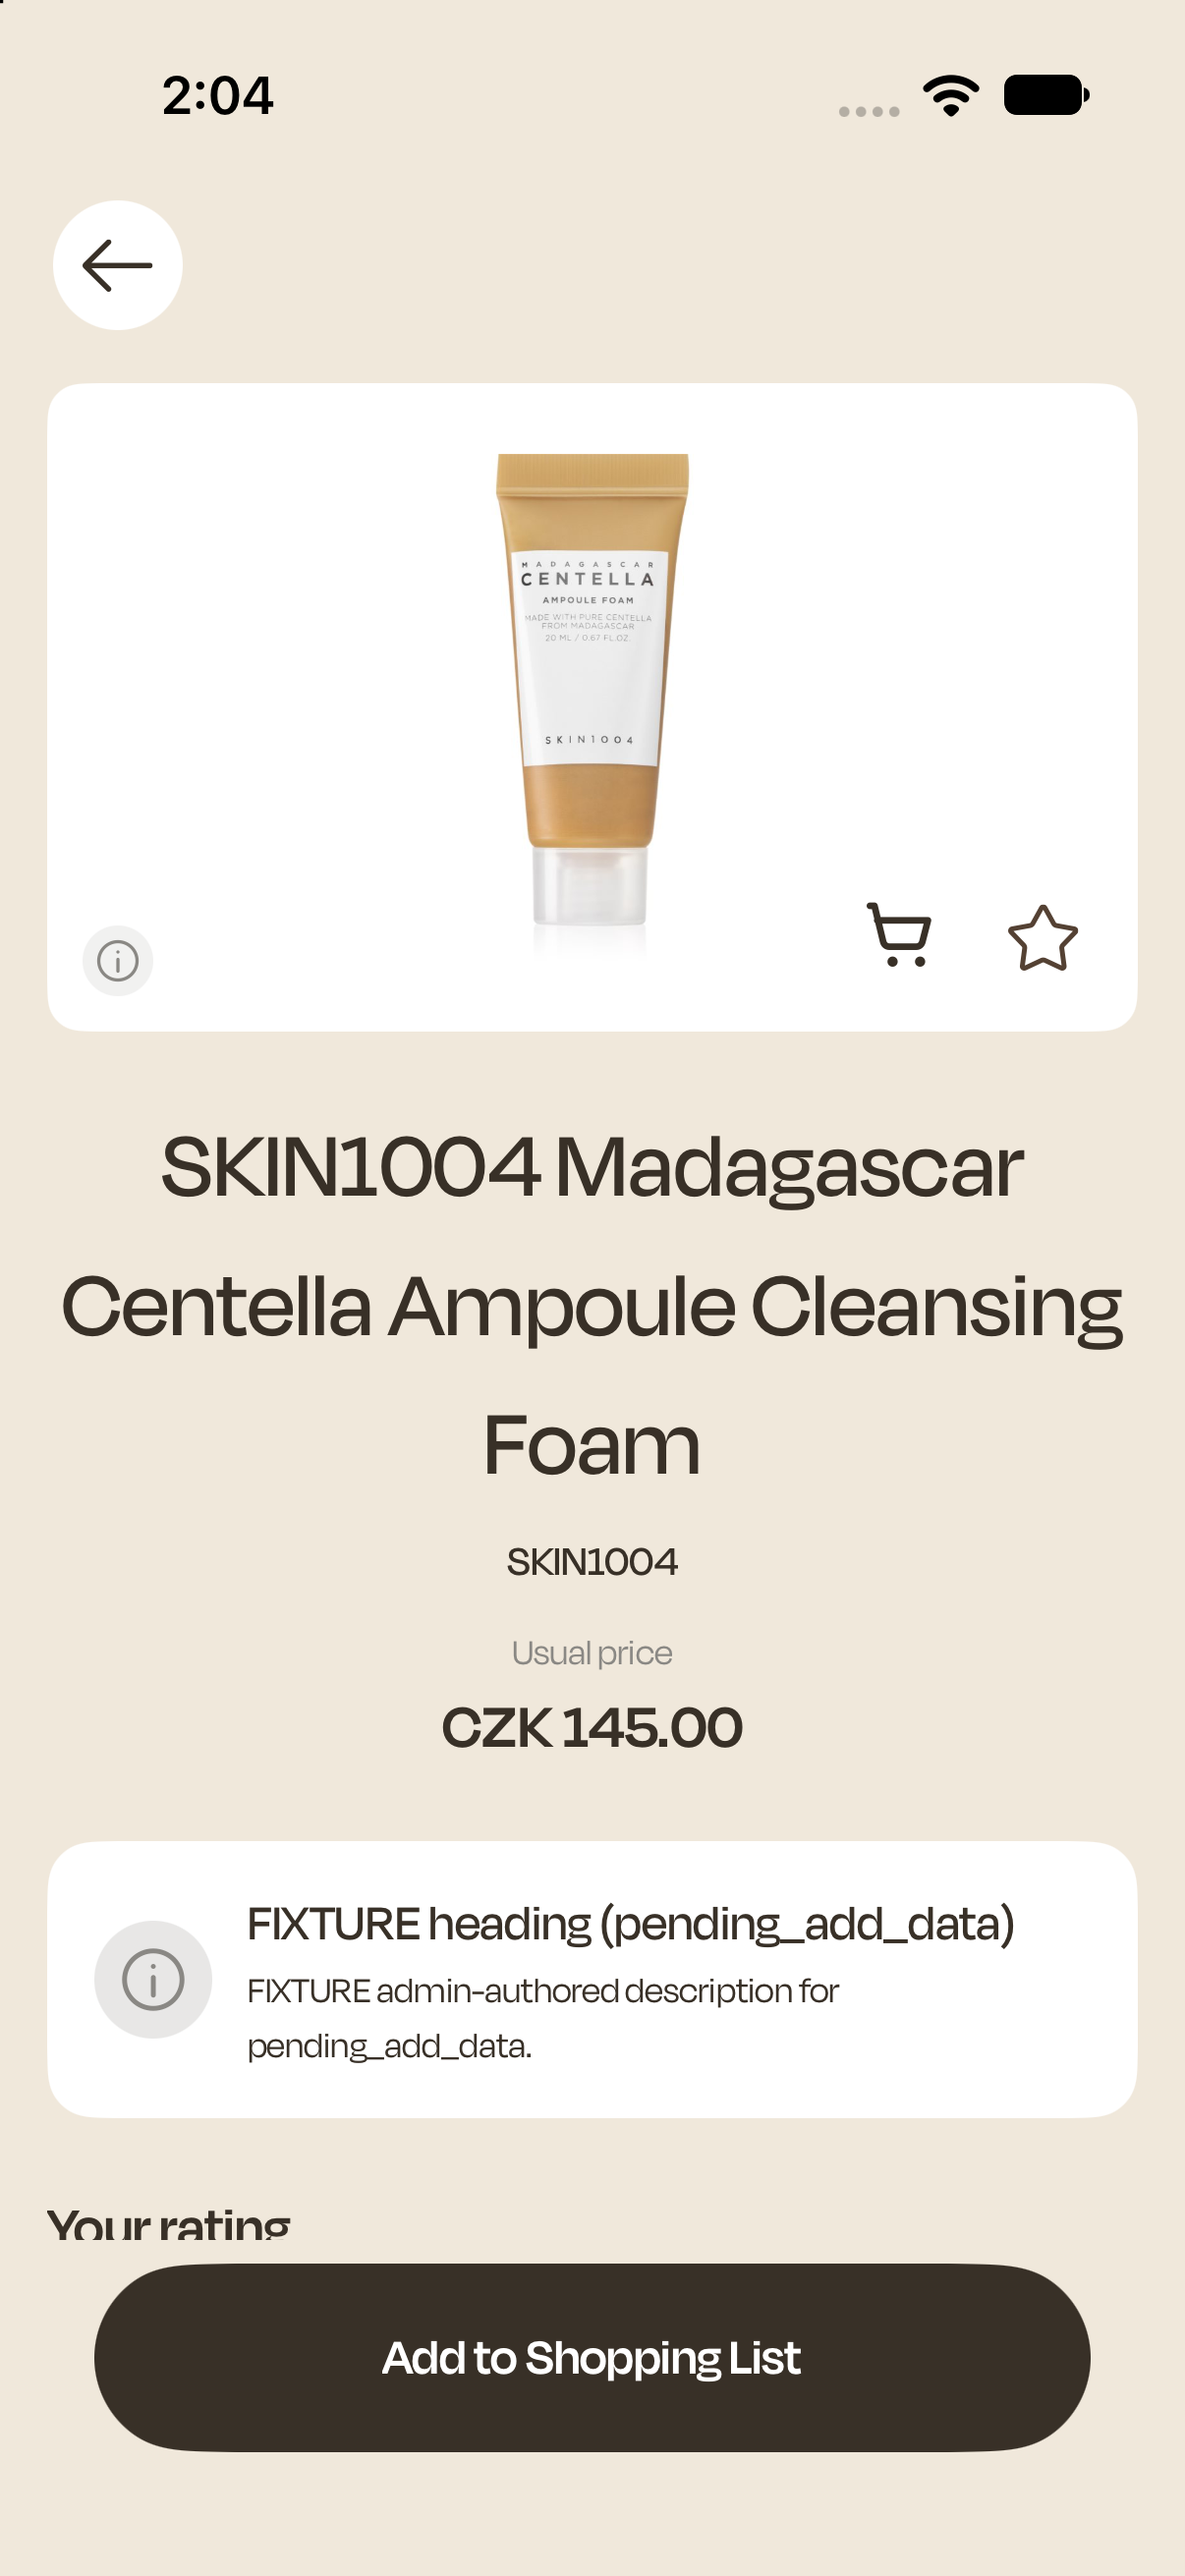 2:04
MADAGASCAR
CENTELLA
AMPOULE FOAM
MADE WITH PURE CENTELLA
FROM MADAGASCAR
20 ML / 0.67 FL.OZ.
SKIN1004
SKIN1004 Madagascar
Centella Ampoule Cleansing
Foam
SKIN1004
Usual price
CZK 145.00
FIXTURE heading (pending_add_data)
FIXTURE admin-authored description for
pending_add_data.
Your rating
Add to Shopping List